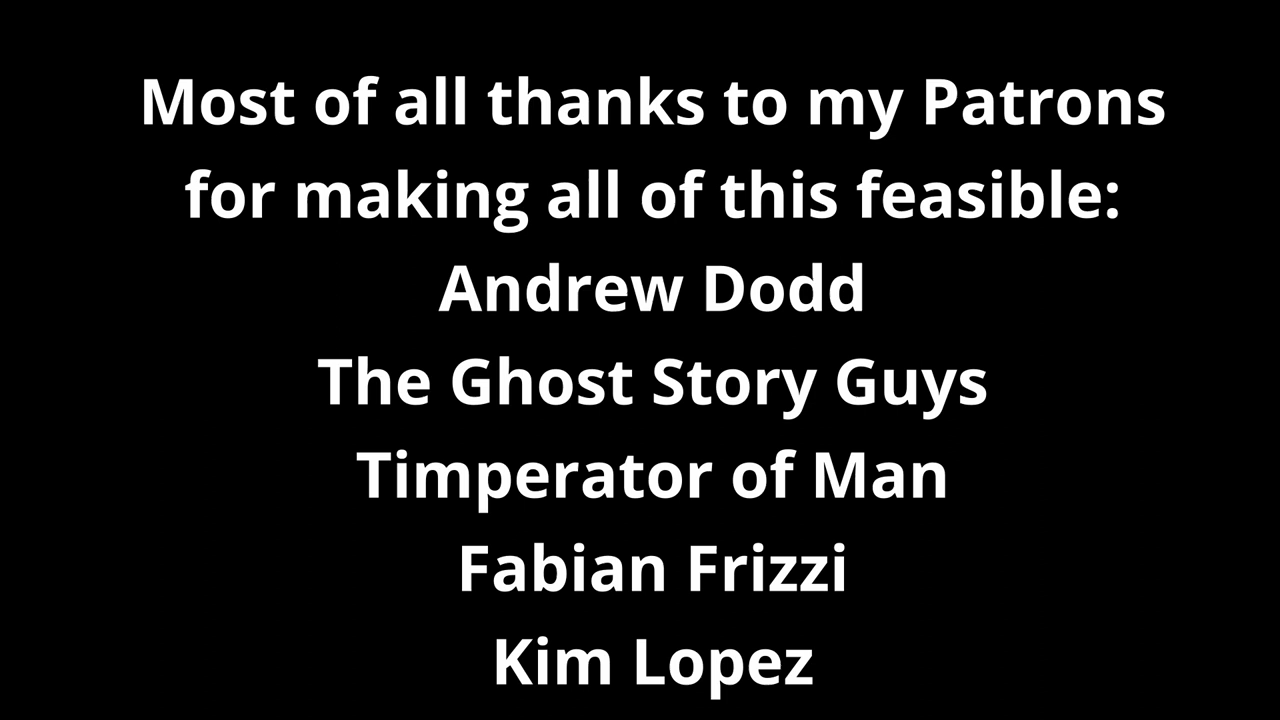 Most of all thanks to my Patrons
for making all of this feasible:
Andrew Dodd
The Ghost Story Guys
Timperator of Man
Fabian Frizzi
Kim Lopez